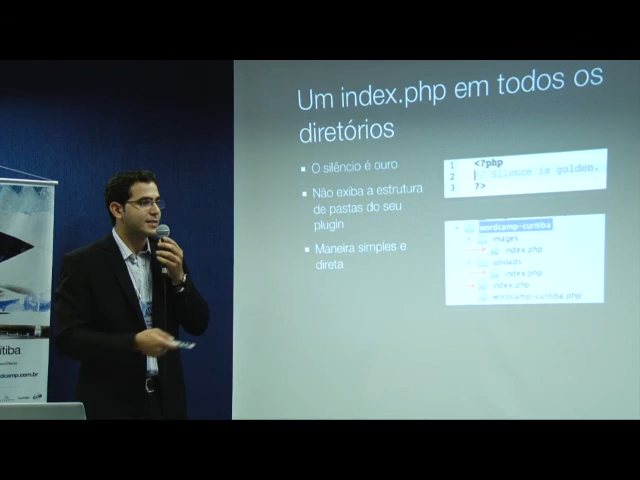 Um index.php em todos os
diretórios
O silêncio é ouro
Não exiba a estrutura
de pastas do seu
plugin
Maneira simples e
direta
1 <?php
2 // Silence is golden.
3 ?>
wordcamp-curitiba
images
index.php
uploads
index.php
index.php
wordcamp-curitiba.php
itiba